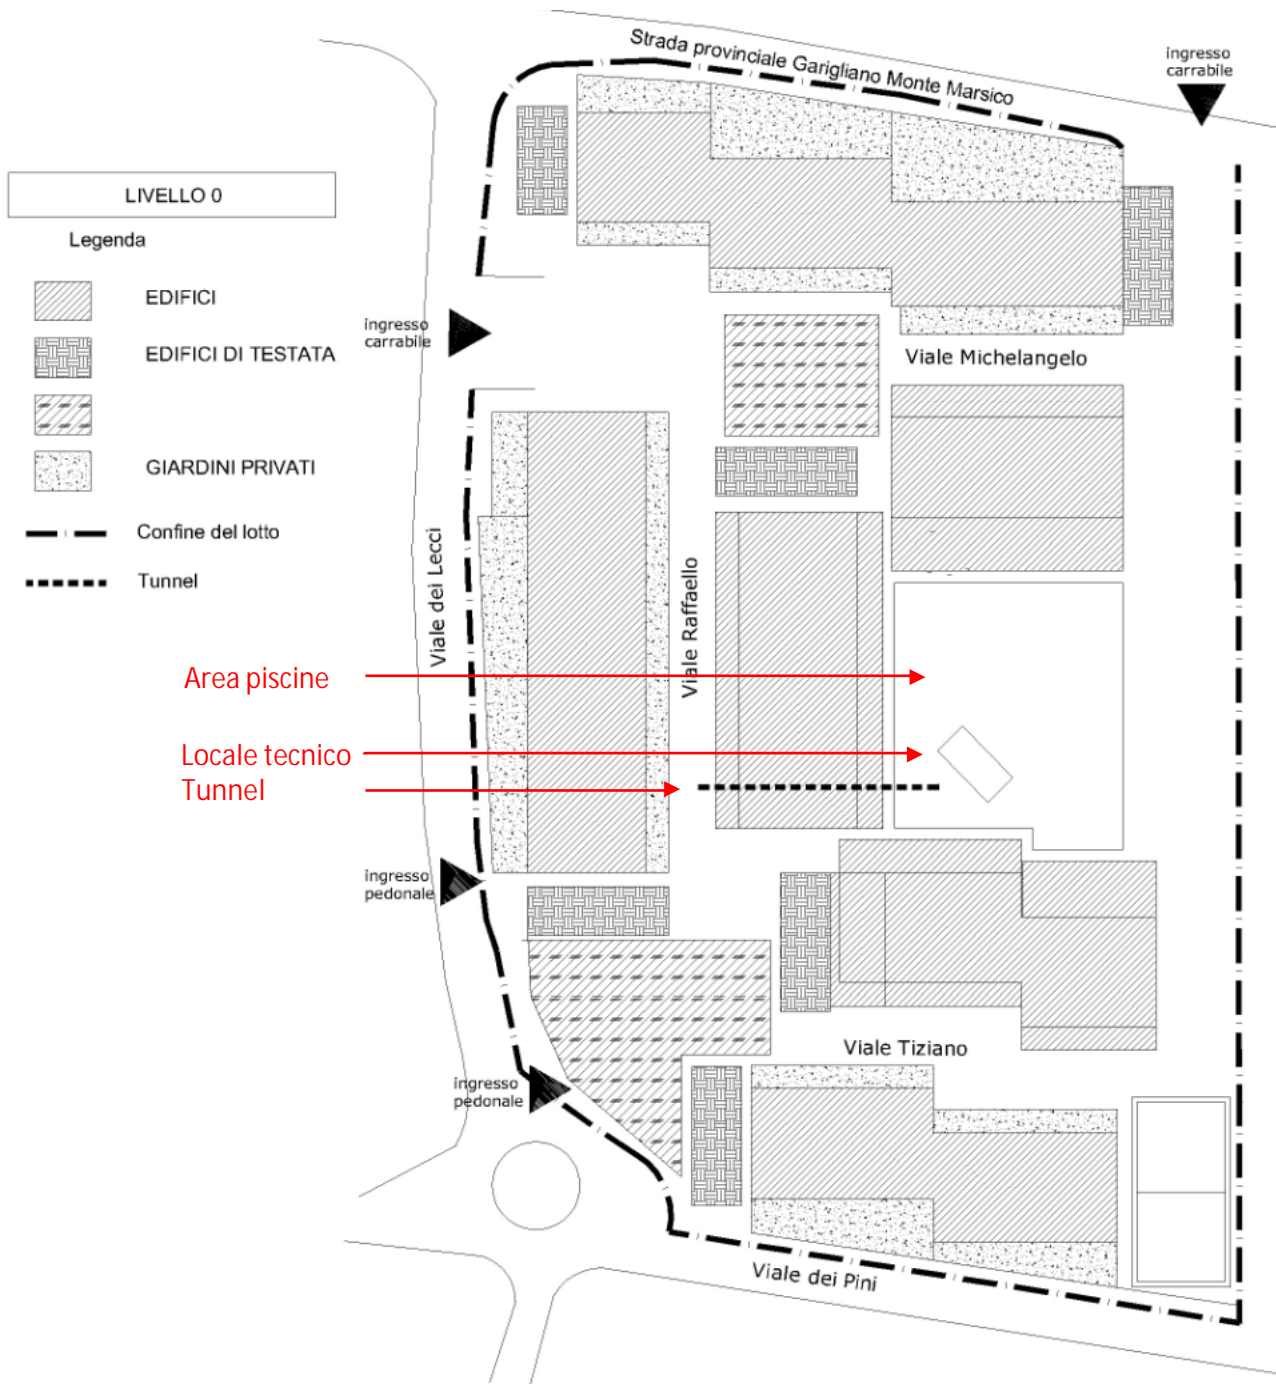 Strada provinciale Garigliano Monte Marsico
ingresso
carrabile
LIVELLO 0
Legenda
EDIFICI
EDIFICI DI TESTATA
GIARDINI PRIVATI
Confine del lotto
Tunnel
ingresso
carrabile
Viale Michelangelo
Viale dei Lecci
Viale Raffaello
Area piscine
Locale tecnico
Tunnel
ingresso
pedonale
Viale Tiziano
ingresso
pedonale
Viale dei Pini